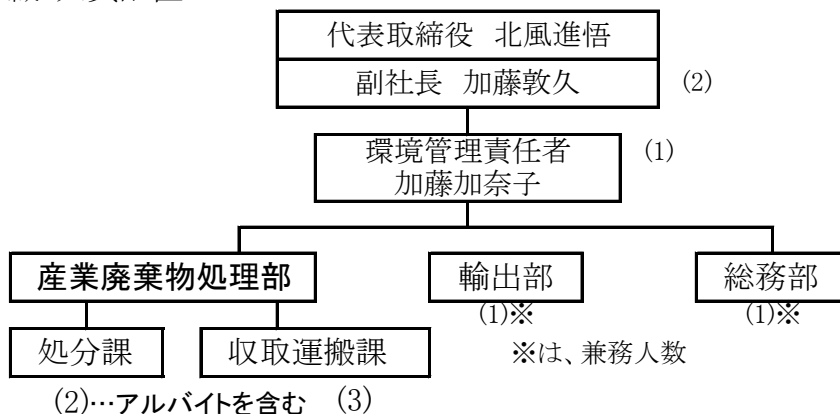 代表取締役 北風進悟
副社長 加藤敦久 (2)
環境管理責任者 (1)
加藤加奈子
産業廃棄物処理部 輸出部 総務部
(1)※ (1)※
処分課 収取運搬課 ※は、兼務人数
(2)…アルバイトを含む (3)